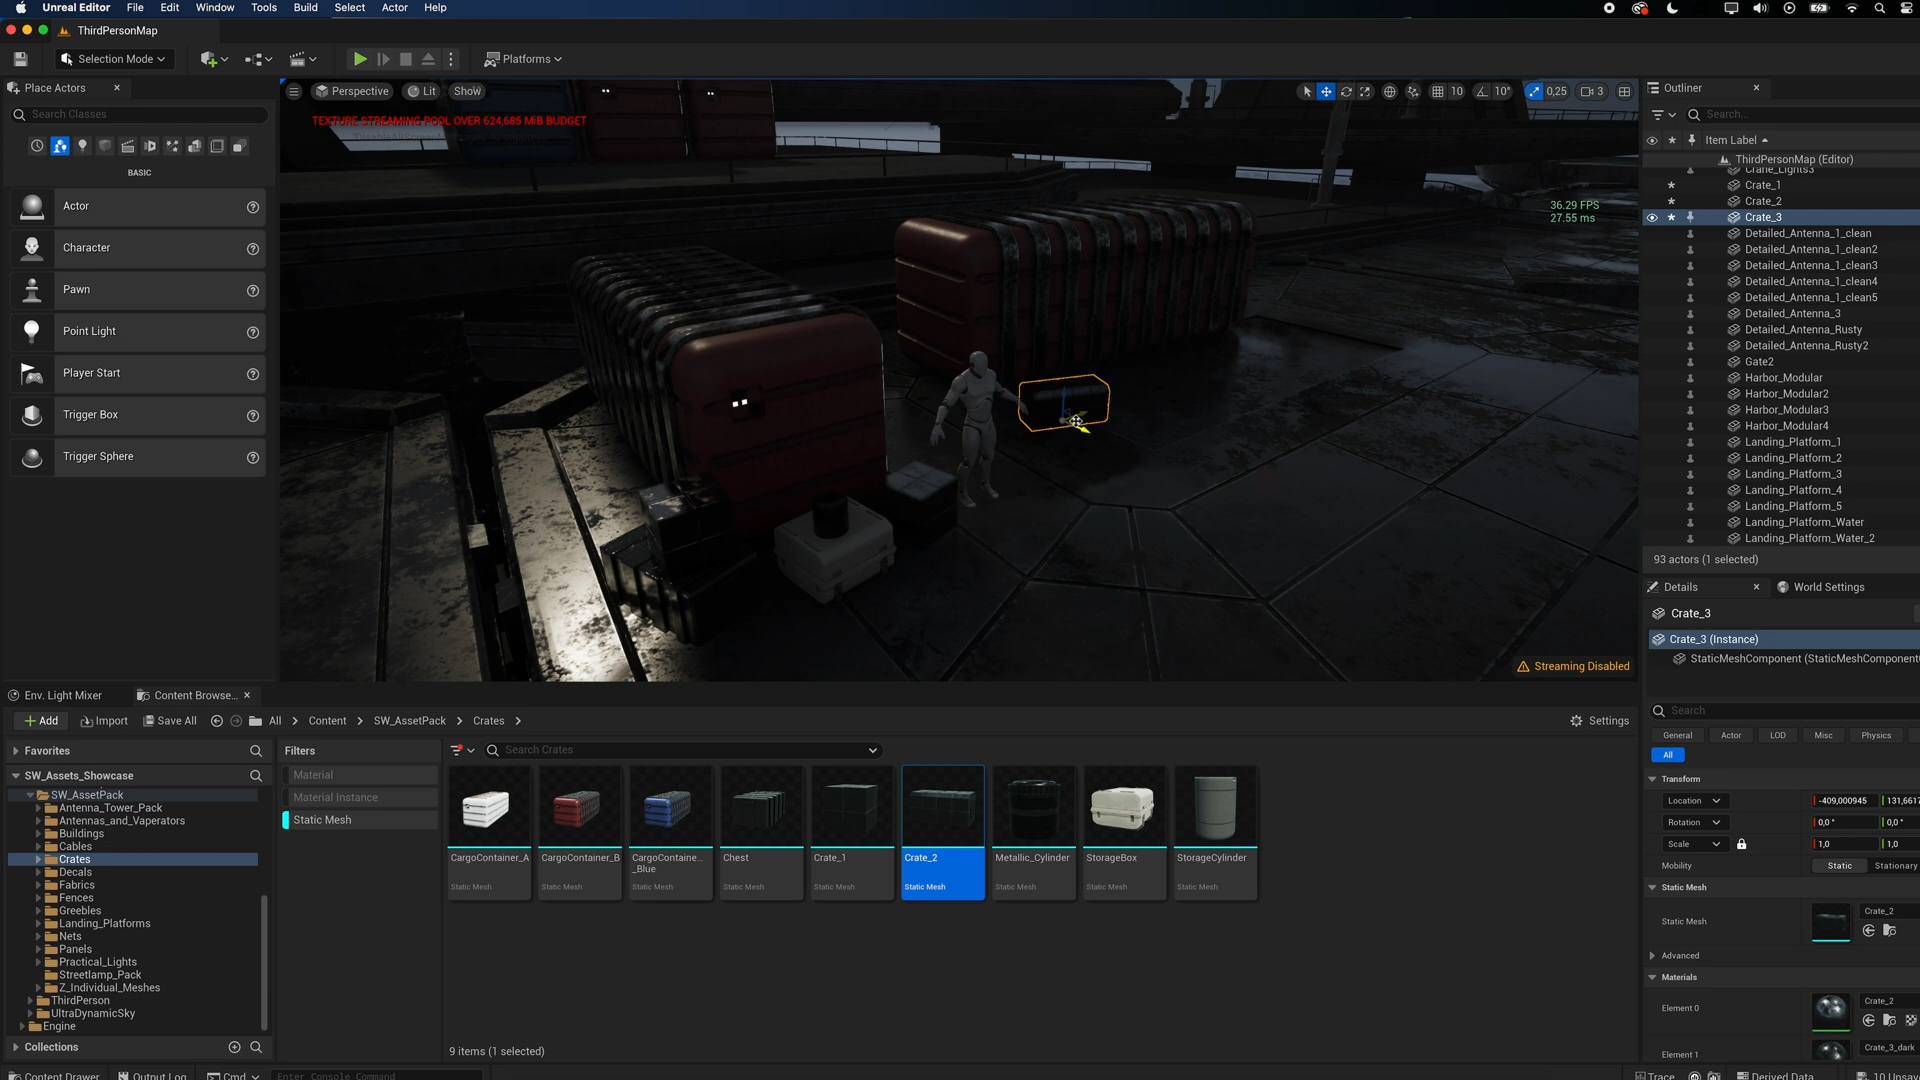 Unreal Editor File Edit Window Tools Build Select Actor Help
ThirdPersonMap
Selection Mode
Platforms
Place Actors
Search Classes
BASIC
Actor
Character
Pawn
Point Light
Player Start
Trigger Box
Trigger Sphere
Perspective Lit Show
10 10° 0,25 3
TEXTURE STREAMING POOL OVER 624,685 MiB BUDGET
36.29 FPS
27.55 ms
Streaming Disabled
Outliner
Search...
Item Label
ThirdPersonMap (Editor)
Crane_Lights3
Crate_1
Crate_2
Crate_3
Detailed_Antenna_1_clean
Detailed_Antenna_1_clean2
Detailed_Antenna_1_clean3
Detailed_Antenna_1_clean4
Detailed_Antenna_1_clean5
Detailed_Antenna_3
Detailed_Antenna_Rusty
Detailed_Antenna_Rusty2
Gate2
Harbor_Modular
Harbor_Modular2
Harbor_Modular3
Harbor_Modular4
Landing_Platform_1
Landing_Platform_2
Landing_Platform_3
Landing_Platform_4
Landing_Platform_5
Landing_Platform_Water
Landing_Platform_Water_2
93 actors (1 selected)
Details World Settings
Crate_3
Crate_3 (Instance)
StaticMeshComponent (StaticMeshComponent
Search
General Actor LOD Misc Physics
All
Transform
Location -409,000945 131,6617
Rotation 0,0 ° 0,0 °
Scale 1,0 1,0
Mobility Static Stationary
Static Mesh
Static Mesh Crate_2
Advanced
Materials
Element 0 Crate_2
Element 1 Crate_3_dark
Env. Light Mixer Content Browse...
Add Import Save All All Content SW_AssetPack Crates Settings
Favorites
SW_Assets_Showcase
SW_AssetPack
Antenna_Tower_Pack
Antennas_and_Vaperators
Buildings
Cables
Crates
Decals
Fabrics
Fences
Greebles
Landing_Platforms
Nets
Panels
Practical_Lights
Streetlamp_Pack
Z_Individual_Meshes
ThirdPerson
UltraDynamicSky
Engine
Collections
Filters
Material
Material Instance
Static Mesh
Search Crates
CargoContainer_A
Static Mesh
CargoContainer_B
Static Mesh
CargoContaine..
_Blue
Static Mesh
Chest
Static Mesh
Crate_1
Static Mesh
Crate_2
Static Mesh
Metallic_Cylinder
Static Mesh
StorageBox
Static Mesh
StorageCylinder
Static Mesh
9 items (1 selected)
Content Drawer Output Log Cmd Enter Console Command Trace Derived Data 10 Unsav